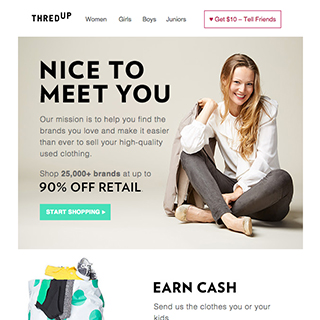 THREDUP
Women Girls Boys Juniors
♥ Get $10 – Tell Friends
NICE TO
MEET YOU
Our mission is to help you find the
brands you love and make it easier
than ever to sell your high-quality
used clothing.
Shop 25,000+ brands at up to
90% OFF RETAIL.
START SHOPPING ▸
EARN CASH
Send us the clothes you or your
kids